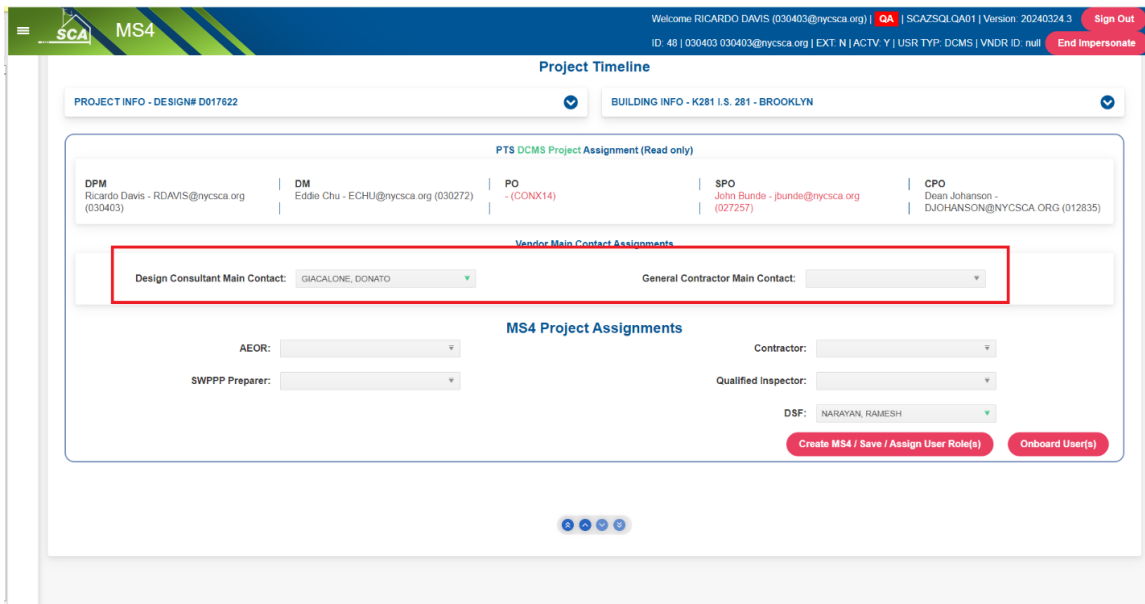 Welcome RICARDO DAVIS (030403@nycsca.org) | QA | SCAZSQLQA01 | Version: 20240324.3 Sign Out
SCA MS4
ID: 48 | 030403 030403@nycsca.org | EXT: N | ACTV: Y | USR TYP: DCMS | VNDR ID: null End Impersonate
Project Timeline
PROJECT INFO - DESIGN# D017622 BUILDING INFO - K281 I.S. 281 - BROOKLYN
PTS DCMS Project Assignment (Read only)
DPM DM PO SPO CPO
Ricardo Davis - RDAVIS@nycsca.org Eddie Chu - ECHU@nycsca.org (030272) - (CONX14) John Bunde - jbunde@nycsca.org Dean Johanson -
(030403) (027257) DJOHANSON@NYCSCA.ORG (012835)
Vendor Main Contact Assignments
Design Consultant Main Contact: GIACALONE, DONATO General Contractor Main Contact:
MS4 Project Assignments
AEOR: Contractor:
SWPPP Preparer: Qualified Inspector:
DSF: NARAYAN, RAMESH
Create MS4 / Save / Assign User Role(s) Onboard User(s)